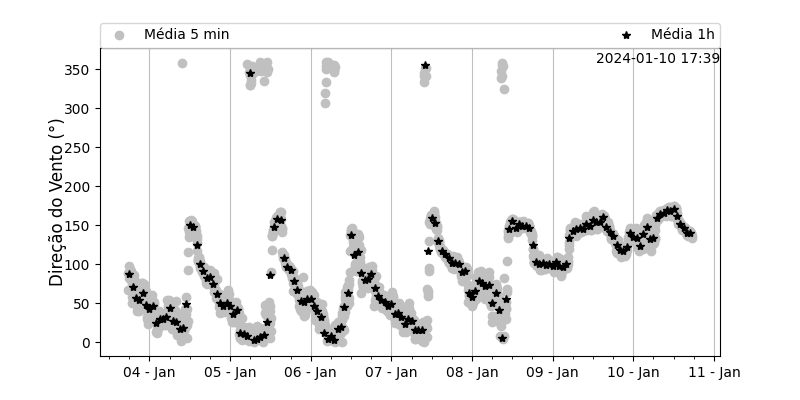 Média 5 min
Média 1h
2024-01-10 17:39
Direção do Vento (°)
350
300
250
200
150
100
50
0
04 - Jan
05 - Jan
06 - Jan
07 - Jan
08 - Jan
09 - Jan
10 - Jan
11 - Jan